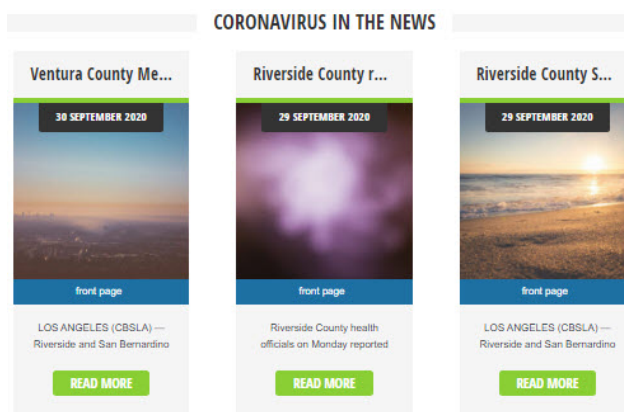 CORONAVIRUS IN THE NEWS
Ventura County Me...
30 SEPTEMBER 2020
front page
LOS ANGELES (CBSLA) —
Riverside and San Bernardino
READ MORE
Riverside County r...
29 SEPTEMBER 2020
front page
Riverside County health
officials on Monday reported
READ MORE
Riverside County S...
29 SEPTEMBER 2020
front page
LOS ANGELES (CBSLA) —
Riverside and San Bernardino
READ MORE